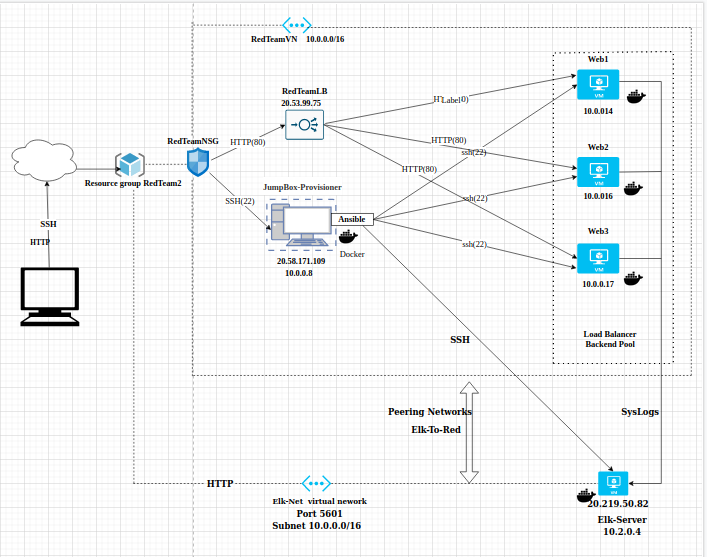 RedTeamVN 10.0.0.0/16
Web1
VM
10.0.014
RedTeamLB
20.53.99.75
Label
RedTeamNSG
HTTP(80)
HTTP(80)
ssh(22)
HTTP(80)
Web2
VM
10.0.016
Resource group RedTeam2
JumpBox-Provisioner
SSH(22)
ssh(22)
Ansible
Docker
20.58.171.109
10.0.0.8
ssh(22)
Web3
VM
10.0.0.17
SSH
HTTP
Load Balancer
Backend Pool
SSH
Peering Networks
Elk-To-Red
SysLogs
HTTP
Elk-Net virtual nework
Port 5601
Subnet 10.0.0.0/16
VM
20.219.50.82
Elk-Server
10.2.0.4